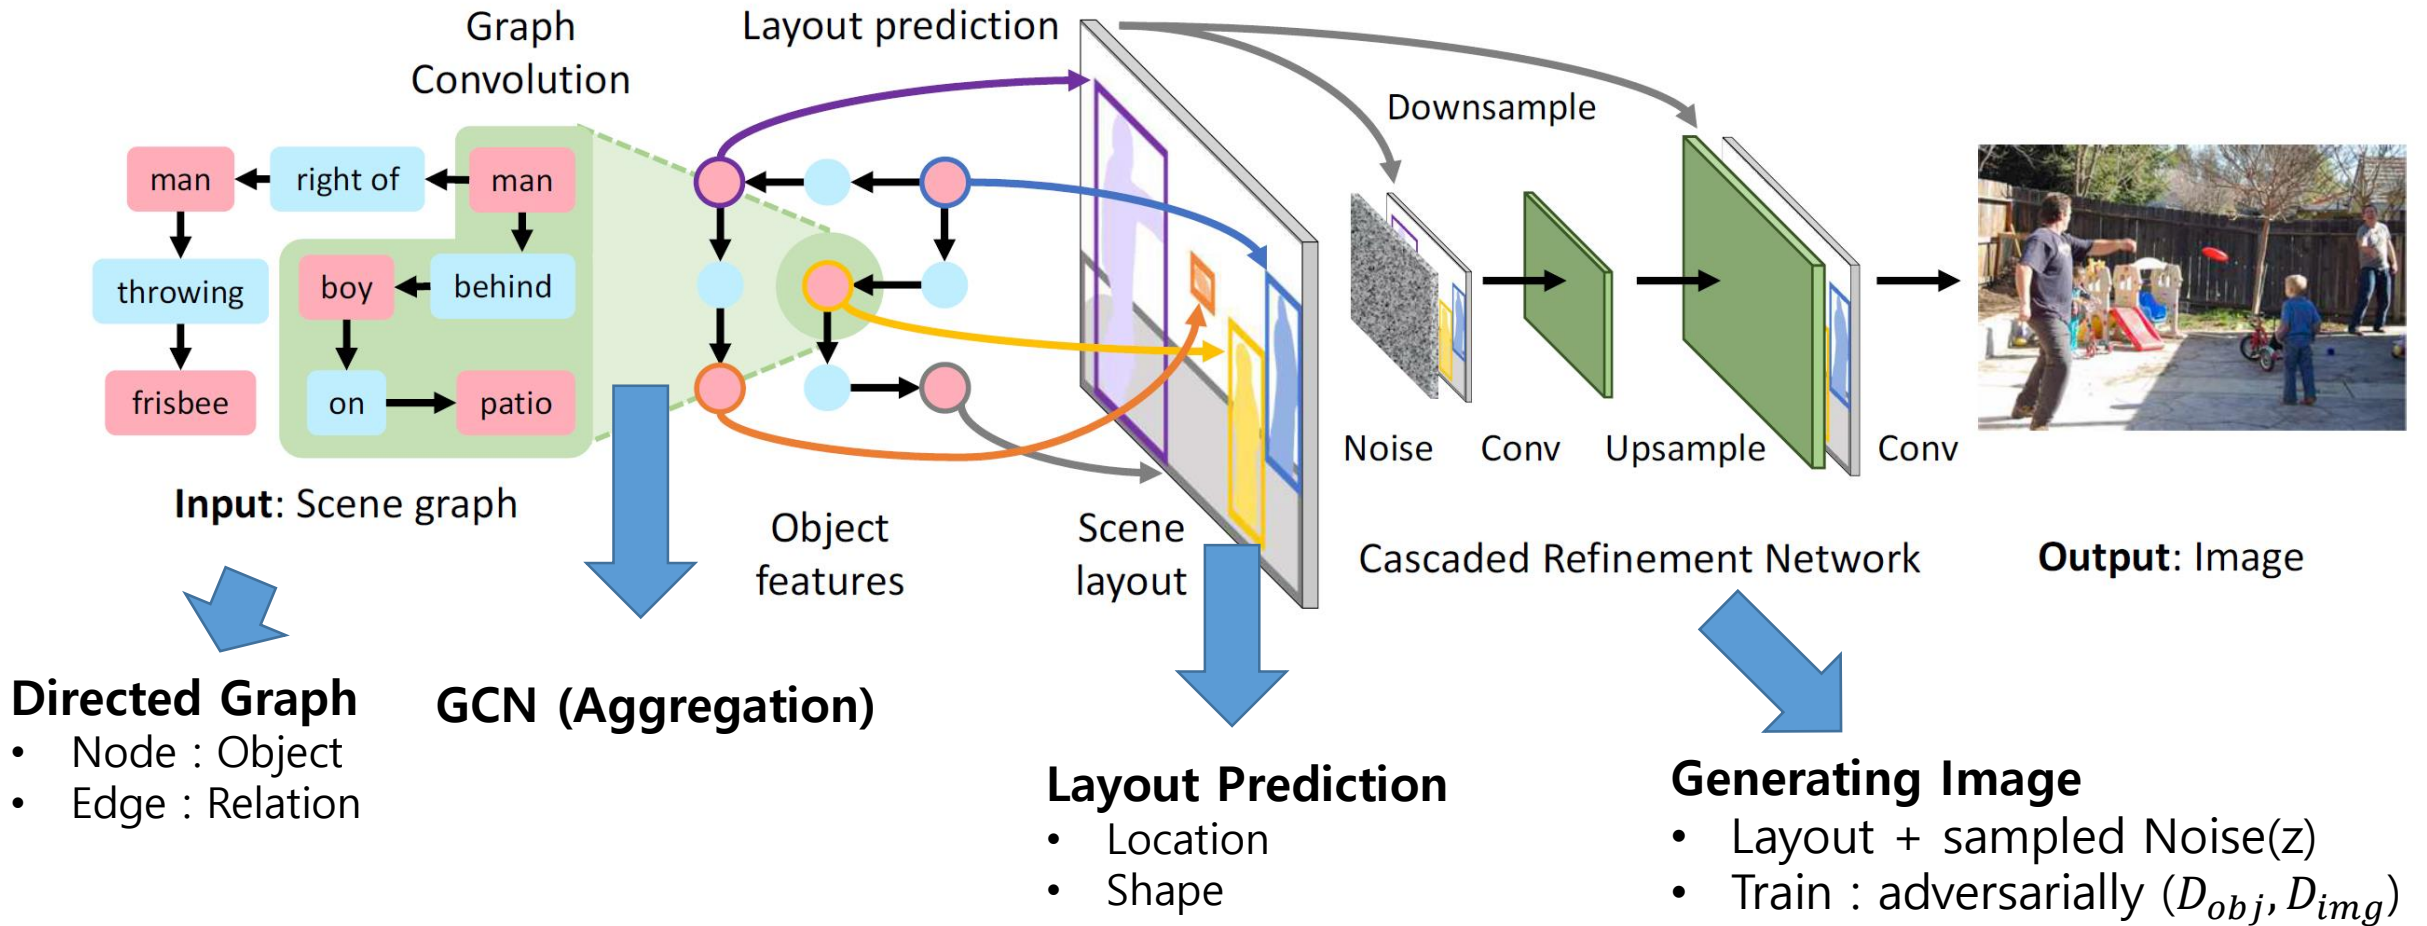 Graph
Convolution
Layout prediction
Downsample
man
right of
man
throwing
boy
behind
frisbee
on
patio
Noise
Conv
Upsample
Conv
Input: Scene graph
Object
features
Scene
layout
Cascaded Refinement Network
Output: Image
Directed Graph
• Node : Object
• Edge : Relation
GCN (Aggregation)
Layout Prediction
• Location
• Shape
Generating Image
• Layout + sampled Noise(z)
• Train : adversarially (D_obj, D_img)